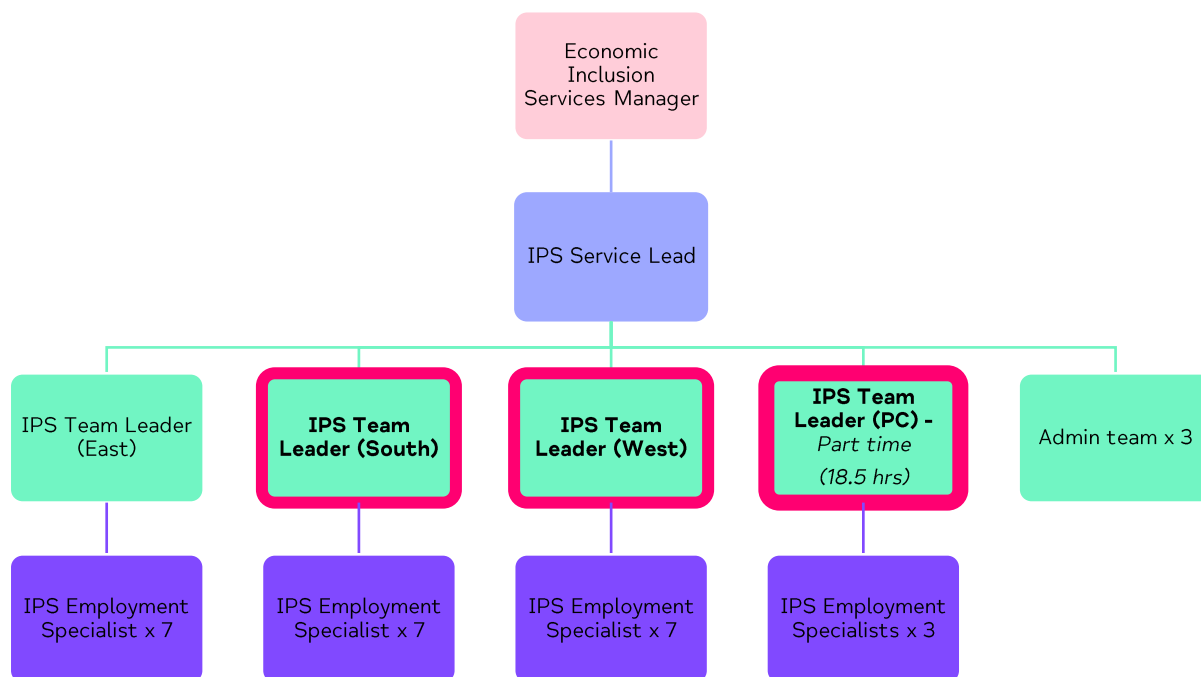 Economic
Inclusion
Services Manager
IPS Service Lead
IPS Team Leader
(East)
IPS Team
Leader (South)
IPS Team
Leader (West)
IPS Team
Leader (PC) -
Part time
(18.5 hrs)
Admin team x 3
IPS Employment
Specialist x 7
IPS Employment
Specialist x 7
IPS Employment
Specialist x 7
IPS Employment
Specialists x 3